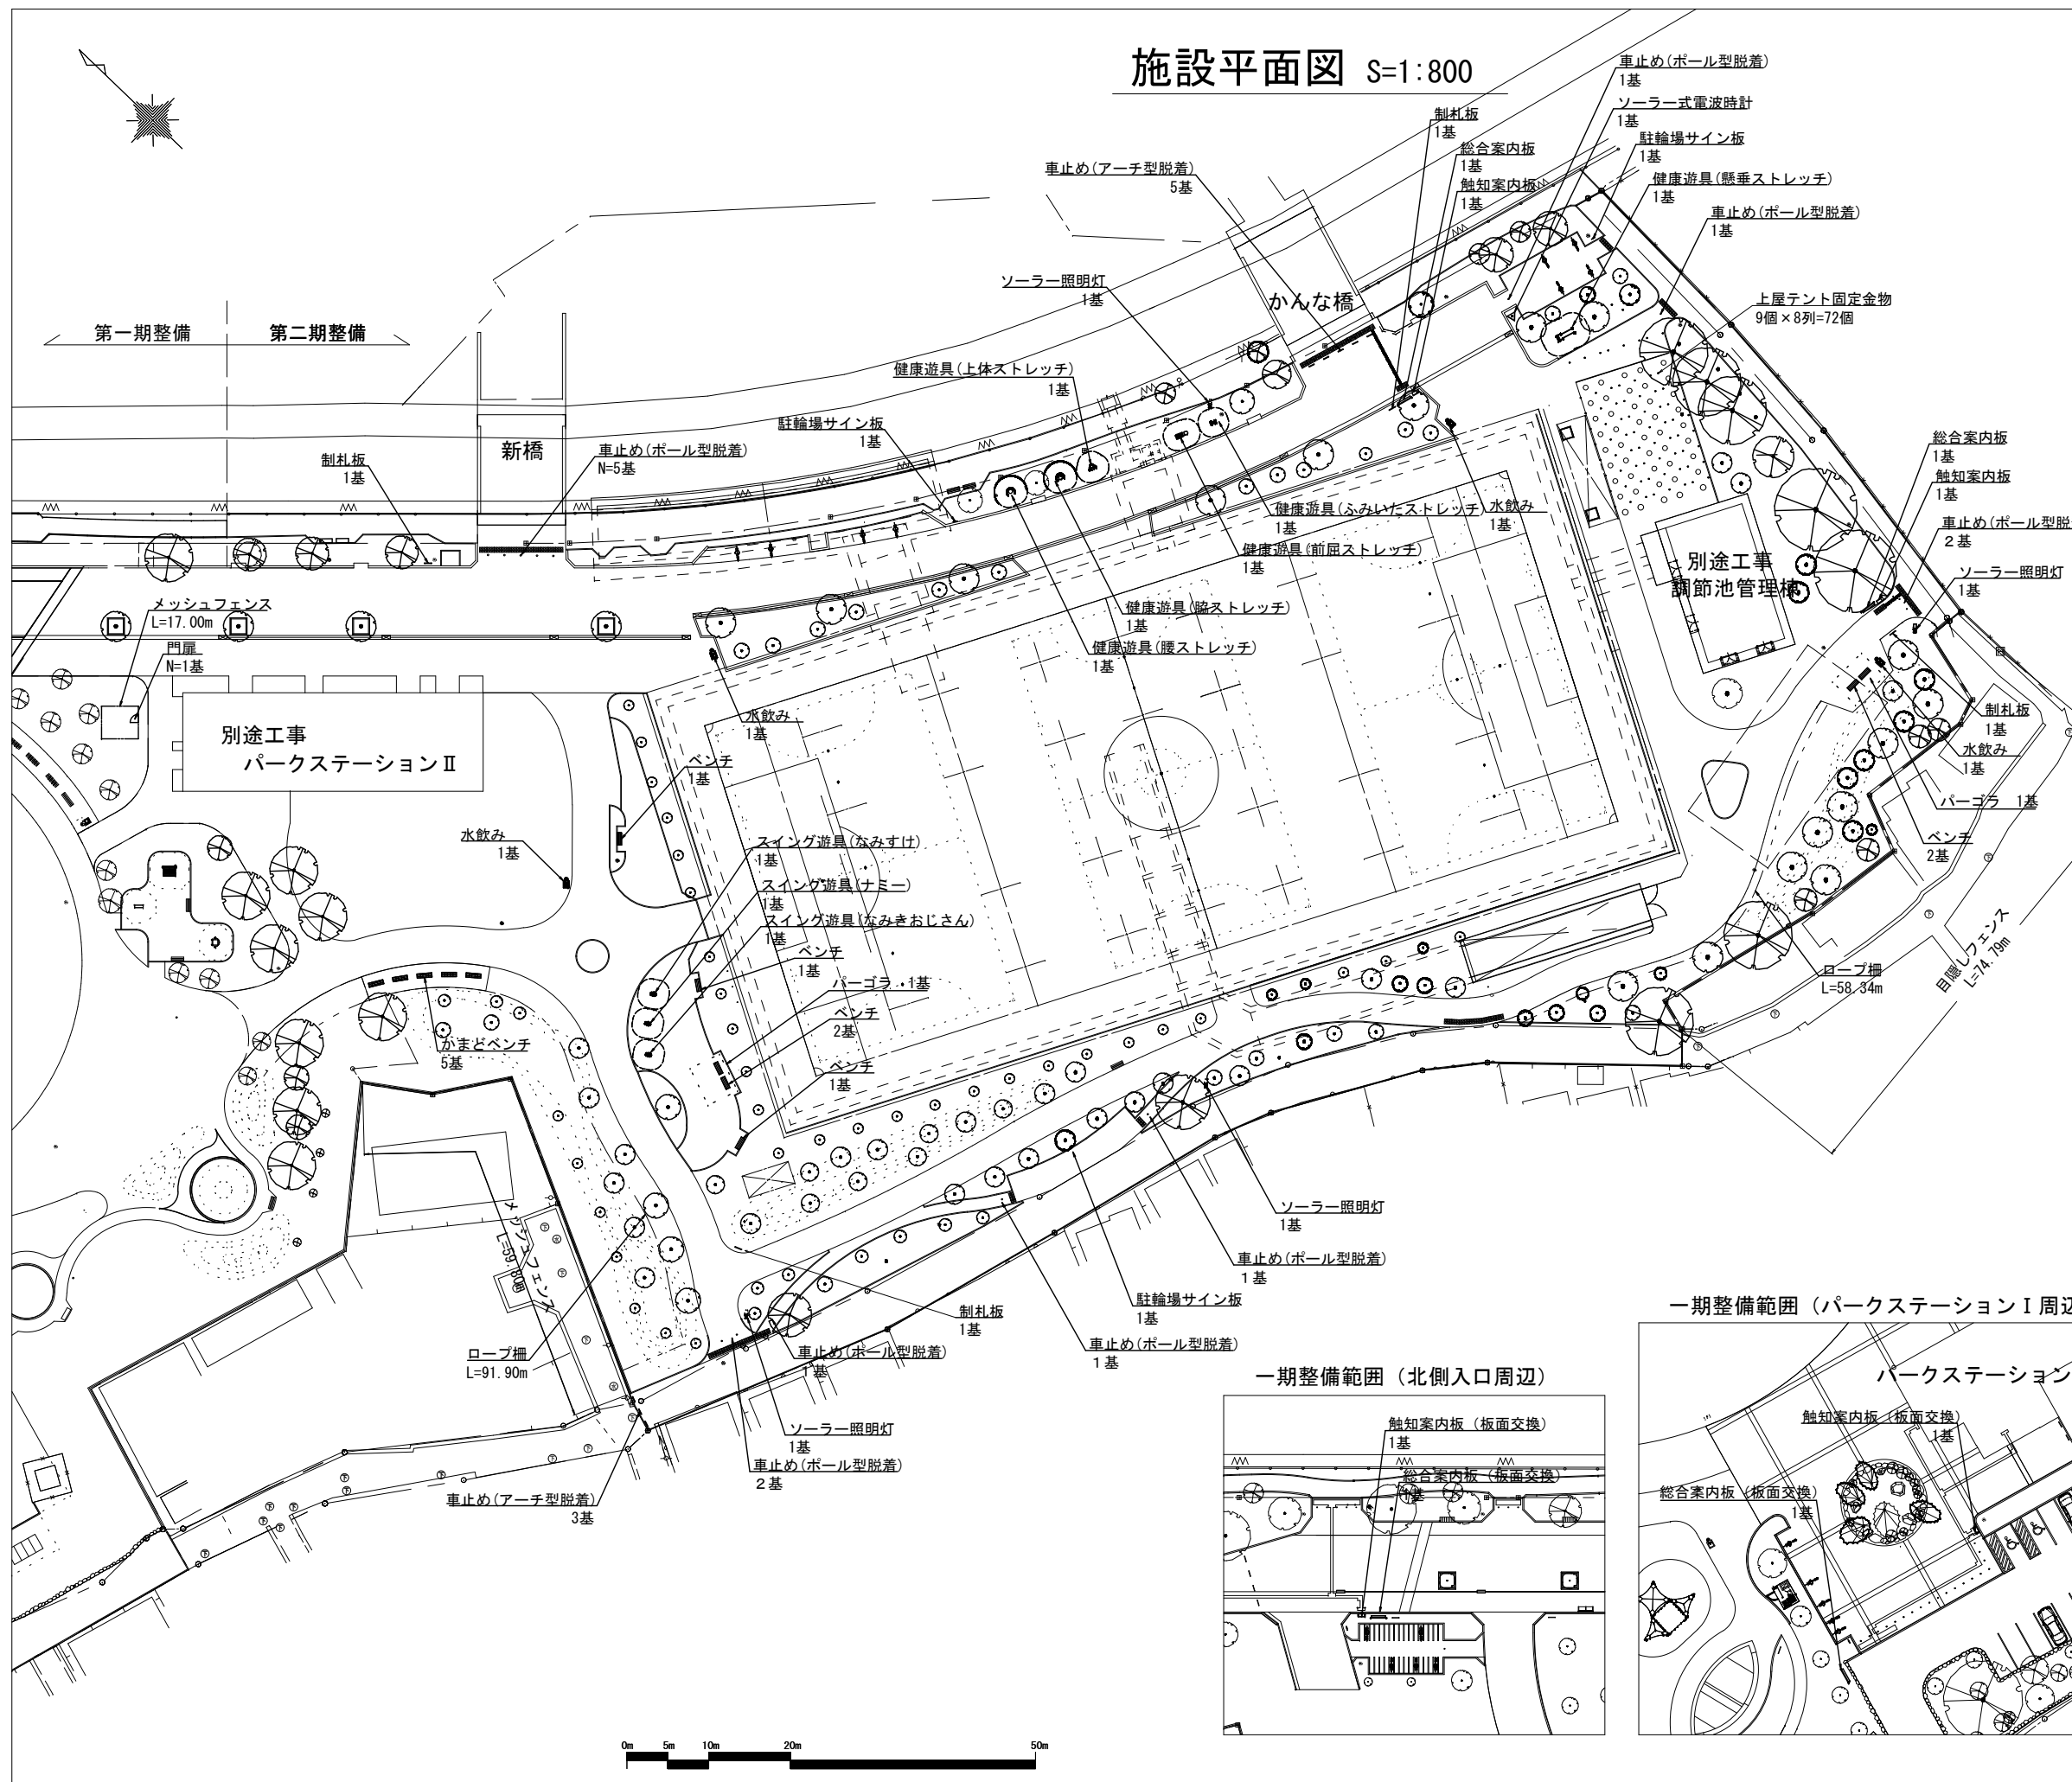 施設平面図 S=1:800
車止め(ポール型脱着)
1基
ソーラー式電波時計
1基
制札板
1基
駐輪場サイン板
1基
総合案内板
1基
車止め(アーチ型脱着)
5基
触知案内板
1基
健康遊具(懸垂ストレッチ)
1基
車止め(ポール型脱着)
1基
ソーラー照明灯
1基
かんな橋
上屋テント固定金物
9個×8列=72個
第一期整備
第二期整備
健康遊具(上体ストレッチ)
1基
駐輪場サイン板
1基
新橋
車止め(ポール型脱着)
N=5基
制札板
1基
総合案内板
1基
触知案内板
1基
車止め(ポール型脱
2基
ソーラー照明灯
1基
健康遊具(ふみいたストレッチ)
1基
水飲み
1基
健康遊具(前屈ストレッチ)
1基
別途工事
調節池管理棟
健康遊具(脇ストレッチ)
1基
健康遊具(腰ストレッチ)
1基
メッシュフェンス
L=17.00m
門扉
N=1基
別途工事
パークステーションⅡ
水飲み
1基
ベンチ
1基
制札板
1基
水飲み
1基
パーゴラ 1基
ベンチ
2基
水飲み
1基
スイング遊具(なみすけ)
1基
スイング遊具(ナミー)
1基
スイング遊具(なみきおじさん)
1基
ベンチ
1基
パーゴラ 1基
ベンチ
2基
ベンチ
1基
かまどベンチ
5基
ロープ柵
L=58.34m
目隠しフェンス
L=74.79m
メッシュフェンス
L=59.80m
ソーラー照明灯
1基
車止め(ポール型脱着)
1基
駐輪場サイン板
1基
車止め(ポール型脱着)
1基
制札板
1基
車止め(ポール型脱着)
1基
ロープ柵
L=91.90m
ソーラー照明灯
1基
車止め(ポール型脱着)
2基
車止め(アーチ型脱着)
3基
一期整備範囲（北側入口周辺）
触知案内板（板面交換）
1基
総合案内板（板面交換）
1基
一期整備範囲（パークステーションⅠ周辺
パークステーション
触知案内板（板面交換）
1基
総合案内板（板面交換）
1基
0m 5m 10m 20m 50m